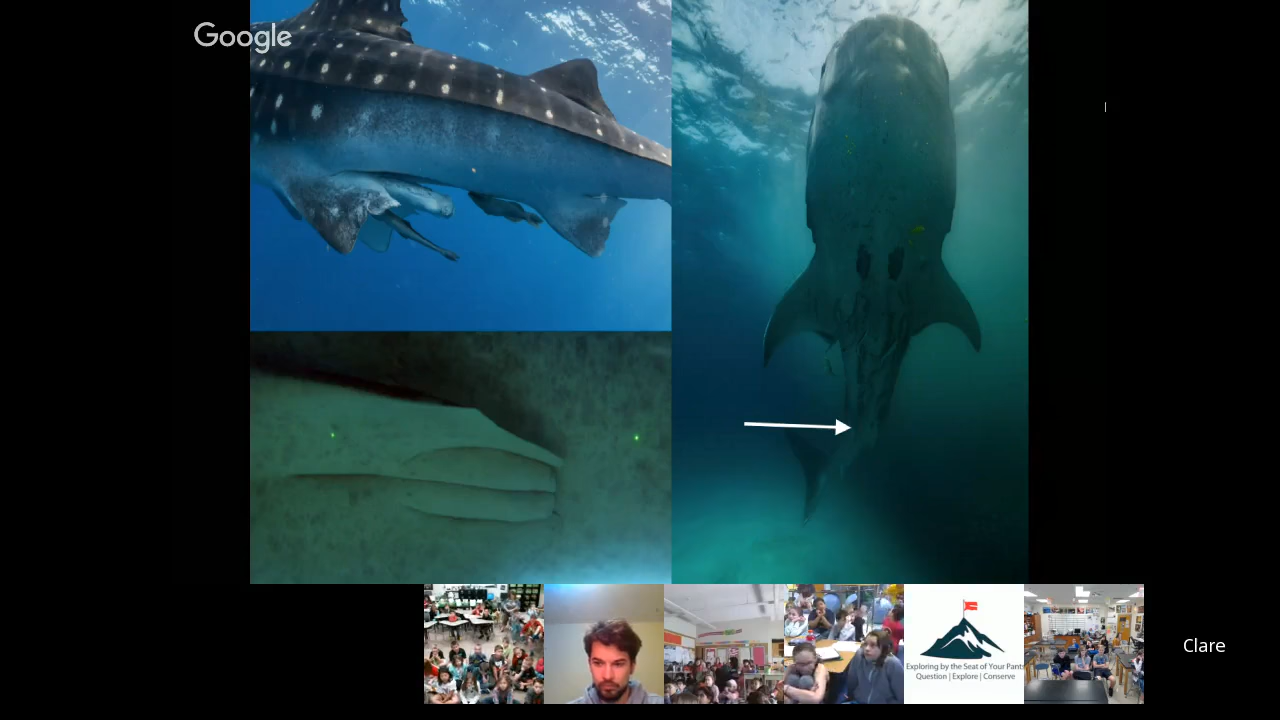 Google
Exploring by the Seat of Your Pants
Question | Explore | Conserve
Clare